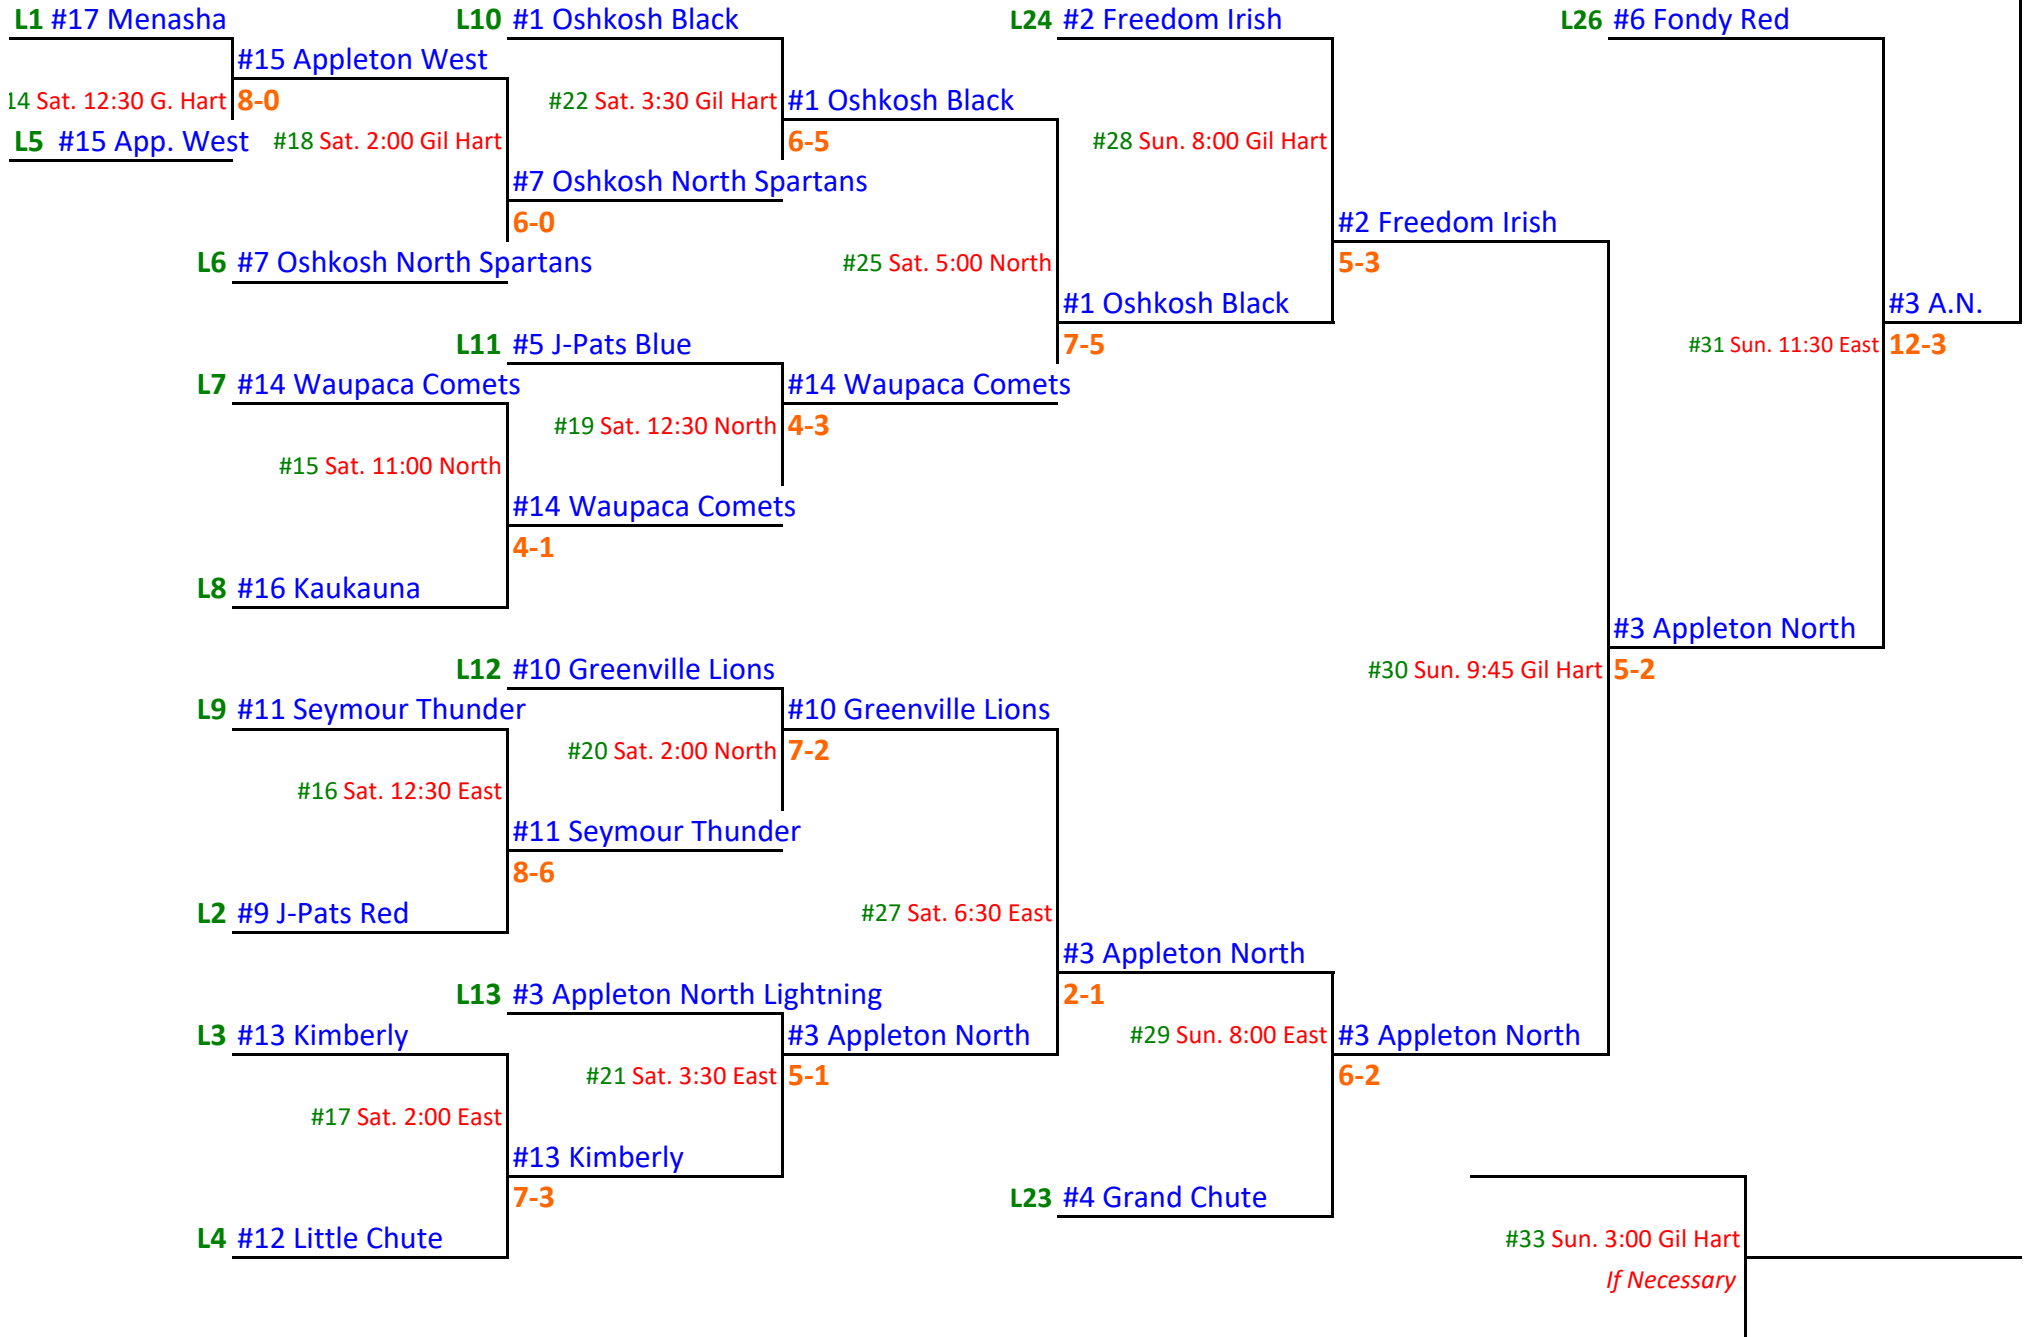 L1 #17 Menasha
L10 #1 Oshkosh Black
L24 #2 Freedom Irish
L26 #6 Fondy Red
#15 Appleton West
14 Sat. 12:30 G. Hart 8-0
#22 Sat. 3:30 Gil Hart #1 Oshkosh Black
L5 #15 App. West
#18 Sat. 2:00 Gil Hart
6-5
#28 Sun. 8:00 Gil Hart
#7 Oshkosh North Spartans
6-0
#2 Freedom Irish
L6 #7 Oshkosh North Spartans
#25 Sat. 5:00 North
5-3
#1 Oshkosh Black
#3 A.N.
L11 #5 J-Pats Blue
7-5
#31 Sun. 11:30 East 12-3
L7 #14 Waupaca Comets
#14 Waupaca Comets
#19 Sat. 12:30 North 4-3
#15 Sat. 11:00 North
#14 Waupaca Comets
4-1
L8 #16 Kaukauna
#3 Appleton North
L12 #10 Greenville Lions
#30 Sun. 9:45 Gil Hart 5-2
L9 #11 Seymour Thunder
#10 Greenville Lions
#20 Sat. 2:00 North 7-2
#16 Sat. 12:30 East
#11 Seymour Thunder
8-6
L2 #9 J-Pats Red
#27 Sat. 6:30 East
#3 Appleton North
L13 #3 Appleton North Lightning
2-1
L3 #13 Kimberly
#3 Appleton North
#29 Sun. 8:00 East #3 Appleton North
#21 Sat. 3:30 East 5-1
6-2
#17 Sat. 2:00 East
#13 Kimberly
7-3
L23 #4 Grand Chute
L4 #12 Little Chute
#33 Sun. 3:00 Gil Hart
If Necessary